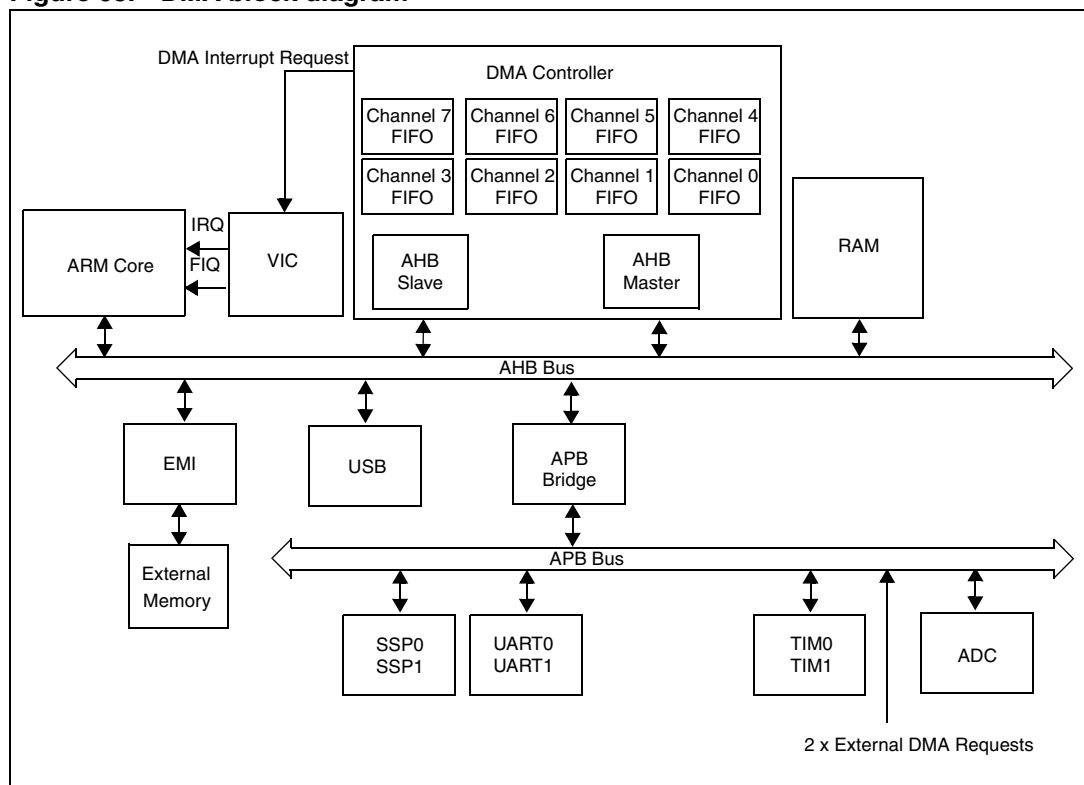 DMA Interrupt Request
DMA Controller
Channel 7
FIFO
Channel 6
FIFO
Channel 5
FIFO
Channel 4
FIFO
Channel 3
FIFO
Channel 2
FIFO
Channel 1
FIFO
Channel 0
FIFO
ARM Core
IRQ
FIQ
VIC
AHB
Slave
AHB
Master
RAM
AHB Bus
EMI
USB
APB
Bridge
External
Memory
APB Bus
SSP0
SSP1
UART0
UART1
TIM0
TIM1
ADC
2 x External DMA Requests